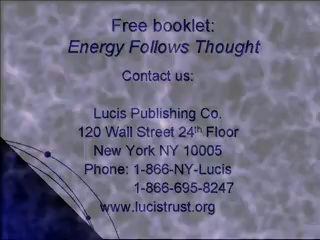 Free booklet:
Energy Follows Thought
Contact us:
Lucis Publishing Co.
120 Wall Street 24th Floor
New York NY 10005
Phone: 1-866-NY-Lucis
1-866-695-8247
www.lucistrust.org